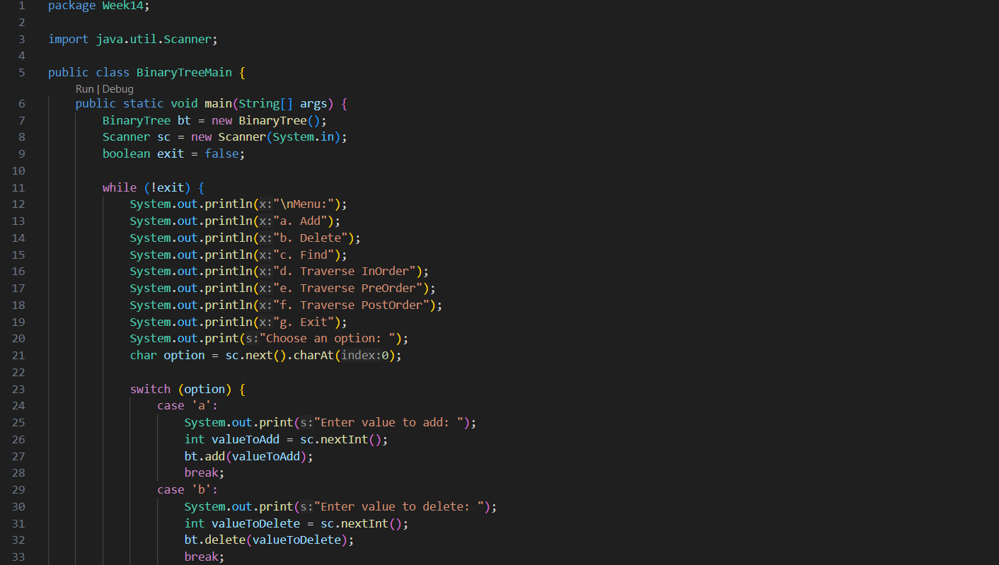 1 package Week14;
2
3 import java.util.Scanner;
4
5 public class BinaryTreeMain {
Run | Debug
6 public static void main(String[] args) {
7 BinaryTree bt = new BinaryTree();
8 Scanner sc = new Scanner(System.in);
9 boolean exit = false;
10
11 while (!exit) {
12 System.out.println(x:"\nMenu:");
13 System.out.println(x:"a. Add");
14 System.out.println(x:"b. Delete");
15 System.out.println(x:"c. Find");
16 System.out.println(x:"d. Traverse InOrder");
17 System.out.println(x:"e. Traverse PreOrder");
18 System.out.println(x:"f. Traverse PostOrder");
19 System.out.println(x:"g. Exit");
20 System.out.print(s:"Choose an option: ");
21 char option = sc.next().charAt(index:0);
22
23 switch (option) {
24 case 'a':
25 System.out.print(s:"Enter value to add: ");
26 int valueToAdd = sc.nextInt();
27 bt.add(valueToAdd);
28 break;
29 case 'b':
30 System.out.print(s:"Enter value to delete: ");
31 int valueToDelete = sc.nextInt();
32 bt.delete(valueToDelete);
33 break;